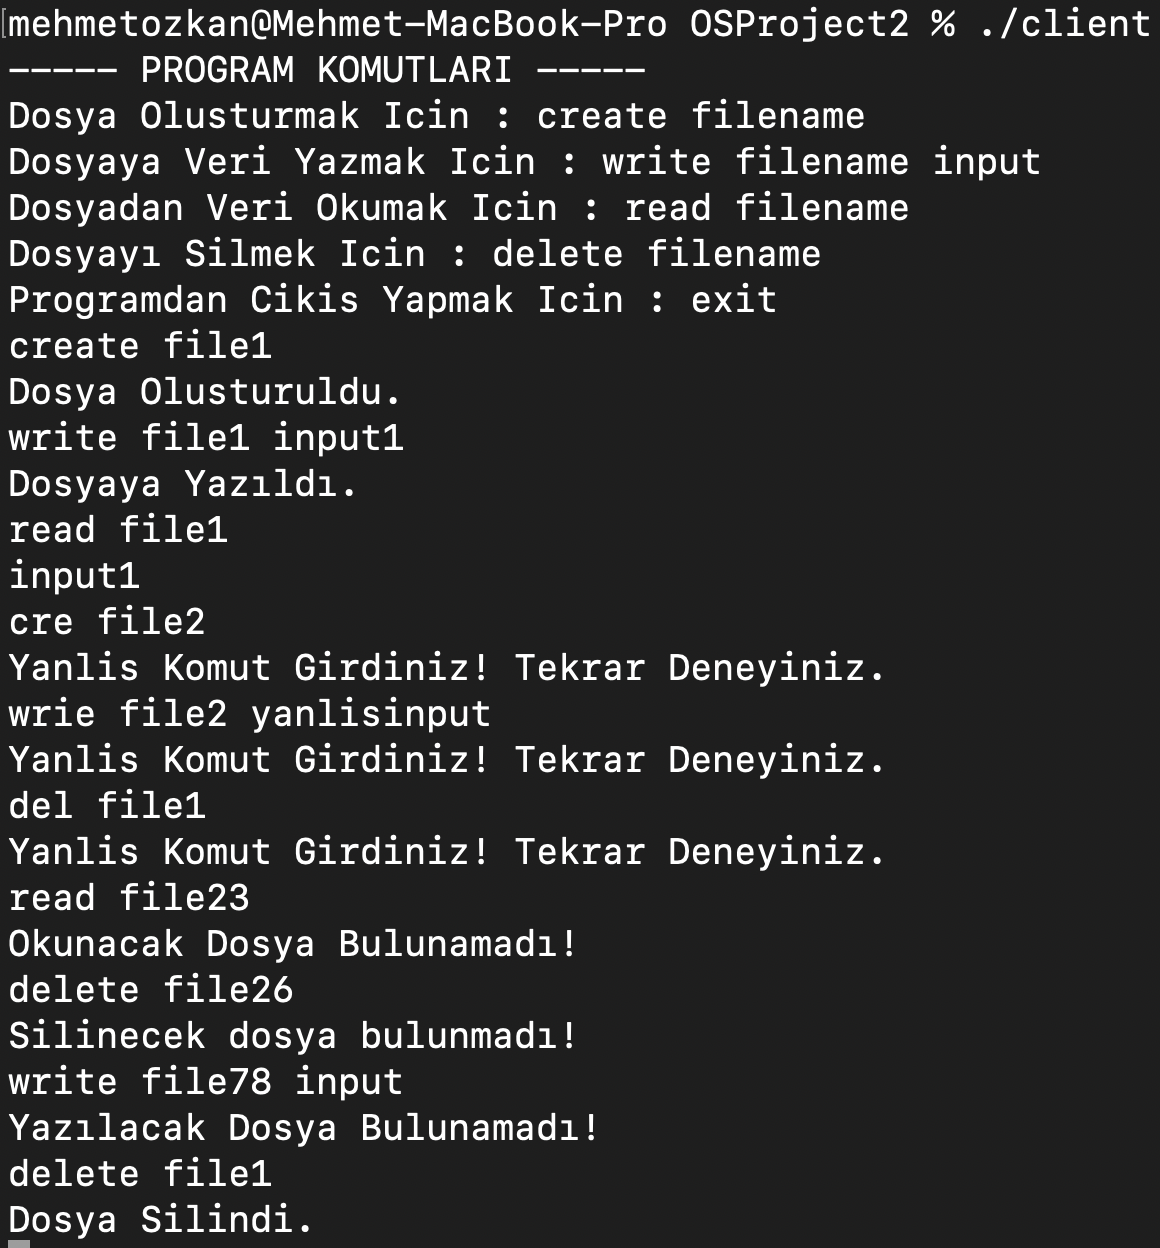 [mehmetozkan@Mehmet-MacBook-Pro OSProject2 % ./client
----- PROGRAM KOMUTLARI -----
Dosya Olusturmak Icin : create filename
Dosyaya Veri Yazmak Icin : write filename input
Dosyadan Veri Okumak Icin : read filename
Dosyayı Silmek Icin : delete filename
Programdan Cikis Yapmak Icin : exit
create file1
Dosya Olusturuldu.
write file1 input1
Dosyaya Yazıldı.
read file1
input1
cre file2
Yanlis Komut Girdiniz! Tekrar Deneyiniz.
wrie file2 yanlisinput
Yanlis Komut Girdiniz! Tekrar Deneyiniz.
del file1
Yanlis Komut Girdiniz! Tekrar Deneyiniz.
read file23
Okunacak Dosya Bulunamadı!
delete file26
Silinecek dosya bulunmadı!
write file78 input
Yazılacak Dosya Bulunamadı!
delete file1
Dosya Silindi.